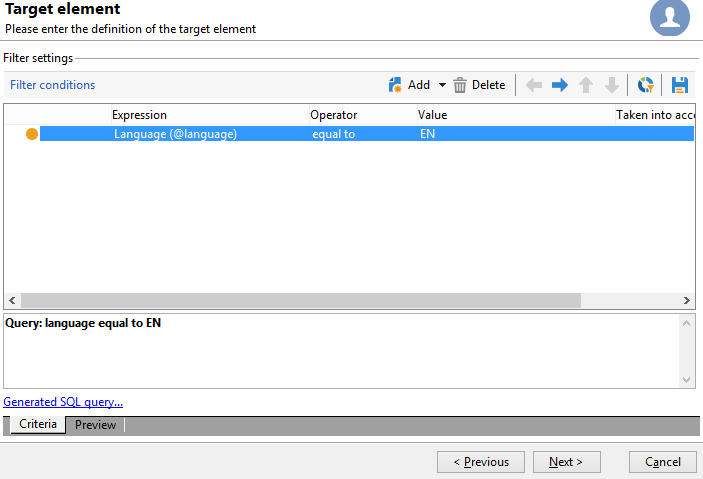 Target element
Please enter the definition of the target element
Filter settings
Filter conditions Add Delete
Expression Operator Value Taken into acc
Language (@language) equal to EN
Query: language equal to EN
Generated SQL query...
Criteria Preview
< Previous Next > Cancel